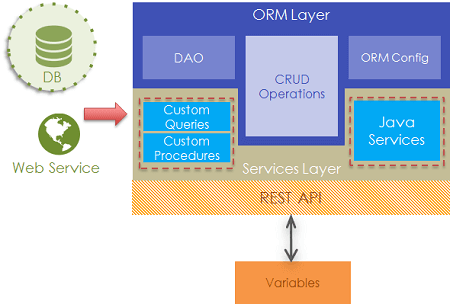 ORM Layer
DB
DAO
CRUD
Operations
ORM Config
Custom
Queries
Custom
Procedures
Java
Services
Web Service
Services Layer
REST API
Variables